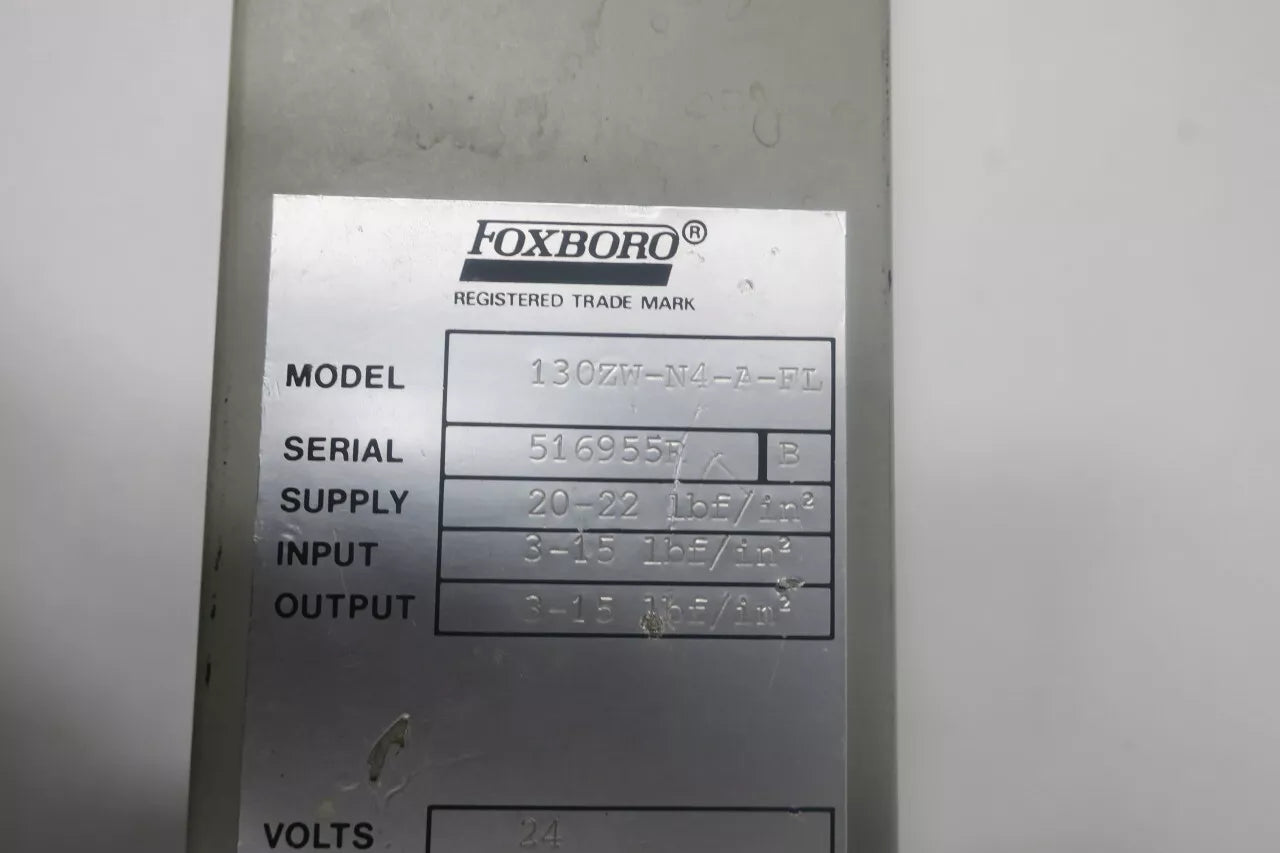 FOXBORO®
REGISTERED TRADE MARK
MODEL 130ZW-N4-A-FL
SERIAL 516955F B
SUPPLY 20-22 lbf/in²
INPUT 3-15 lbf/in²
OUTPUT 3-15 lbf/in²
VOLTS 24